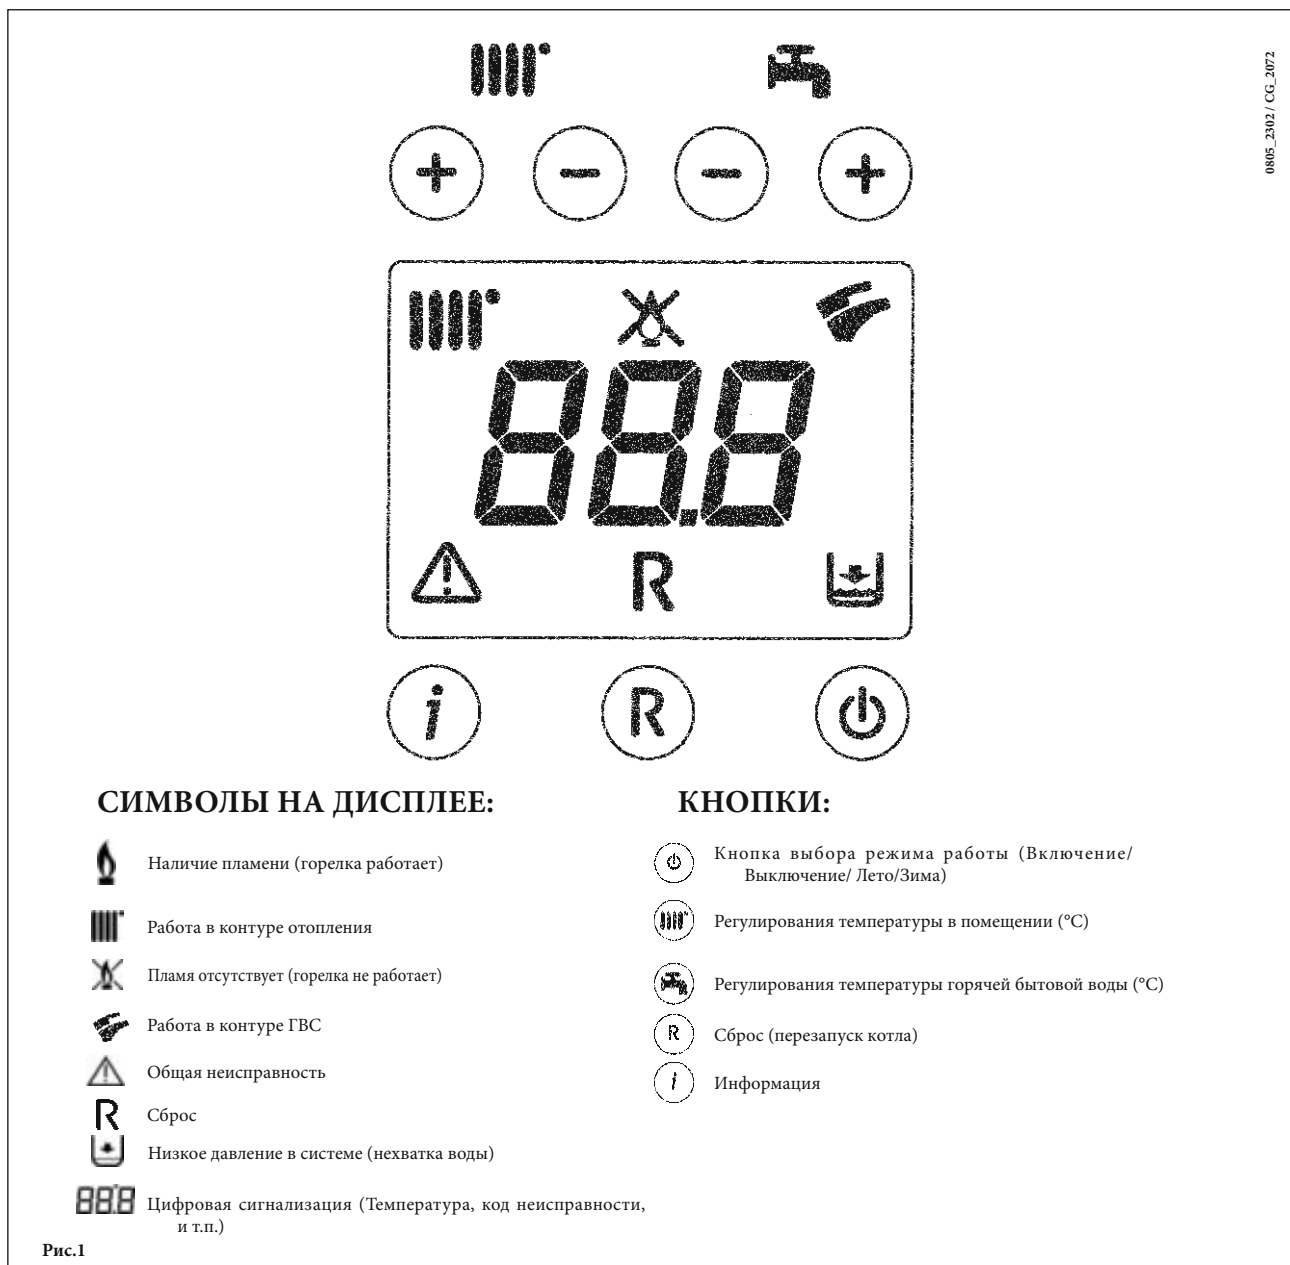 0805_2302 / CG_2072
+ − − +
88.8
R
i R
СИМВОЛЫ НА ДИСПЛЕЕ:
Наличие пламени (горелка работает)
Работа в контуре отопления
Пламя отсутствует (горелка не работает)
Работа в контуре ГВС
Общая неисправность
R Сброс
Низкое давление в системе (нехватка воды)
88.8 Цифровая сигнализация (Температура, код неисправности,
и т.п.)
КНОПКИ:
Кнопка выбора режима работы (Включение/
Выключение/ Лето/Зима)
Регулирования температуры в помещении (°C)
Регулирования температуры горячей бытовой воды (°C)
R Сброс (перезапуск котла)
i Информация
Рис.1